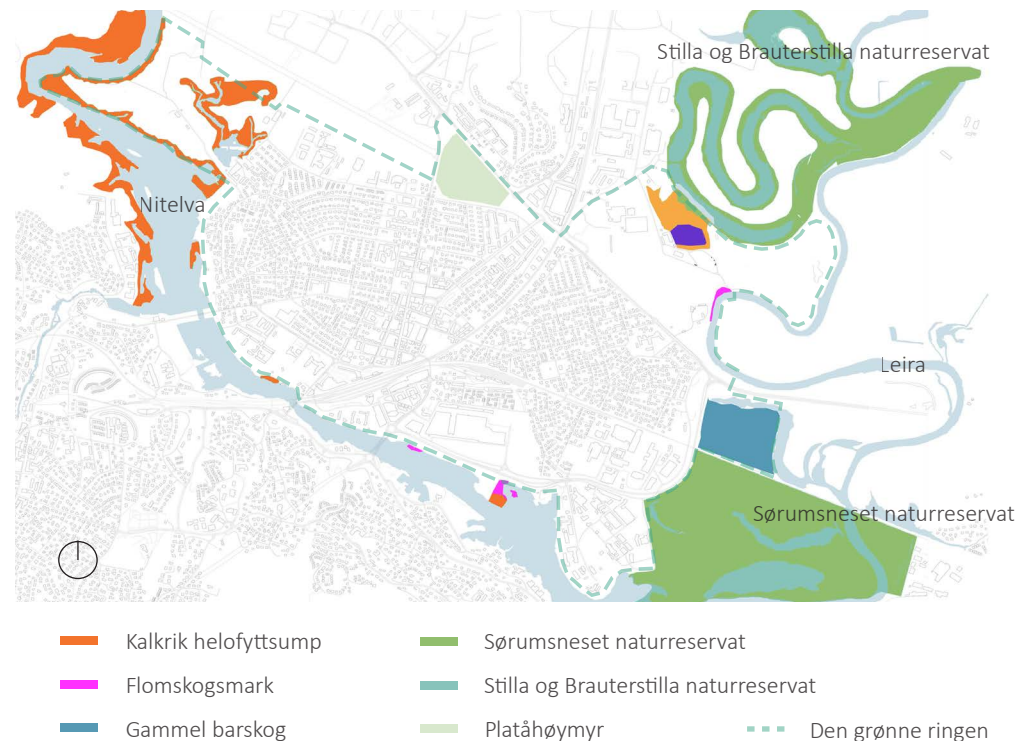 Stilla og Brauterstilla naturreservat
Nitelva
Leira
Sørumsneset naturreservat
Kalkrik helofyttsump
Flomskogsmark
Gammel barskog
Sørumsneset naturreservat
Stilla og Brauterstilla naturreservat
Platåhøymyr
Den grønne ringen